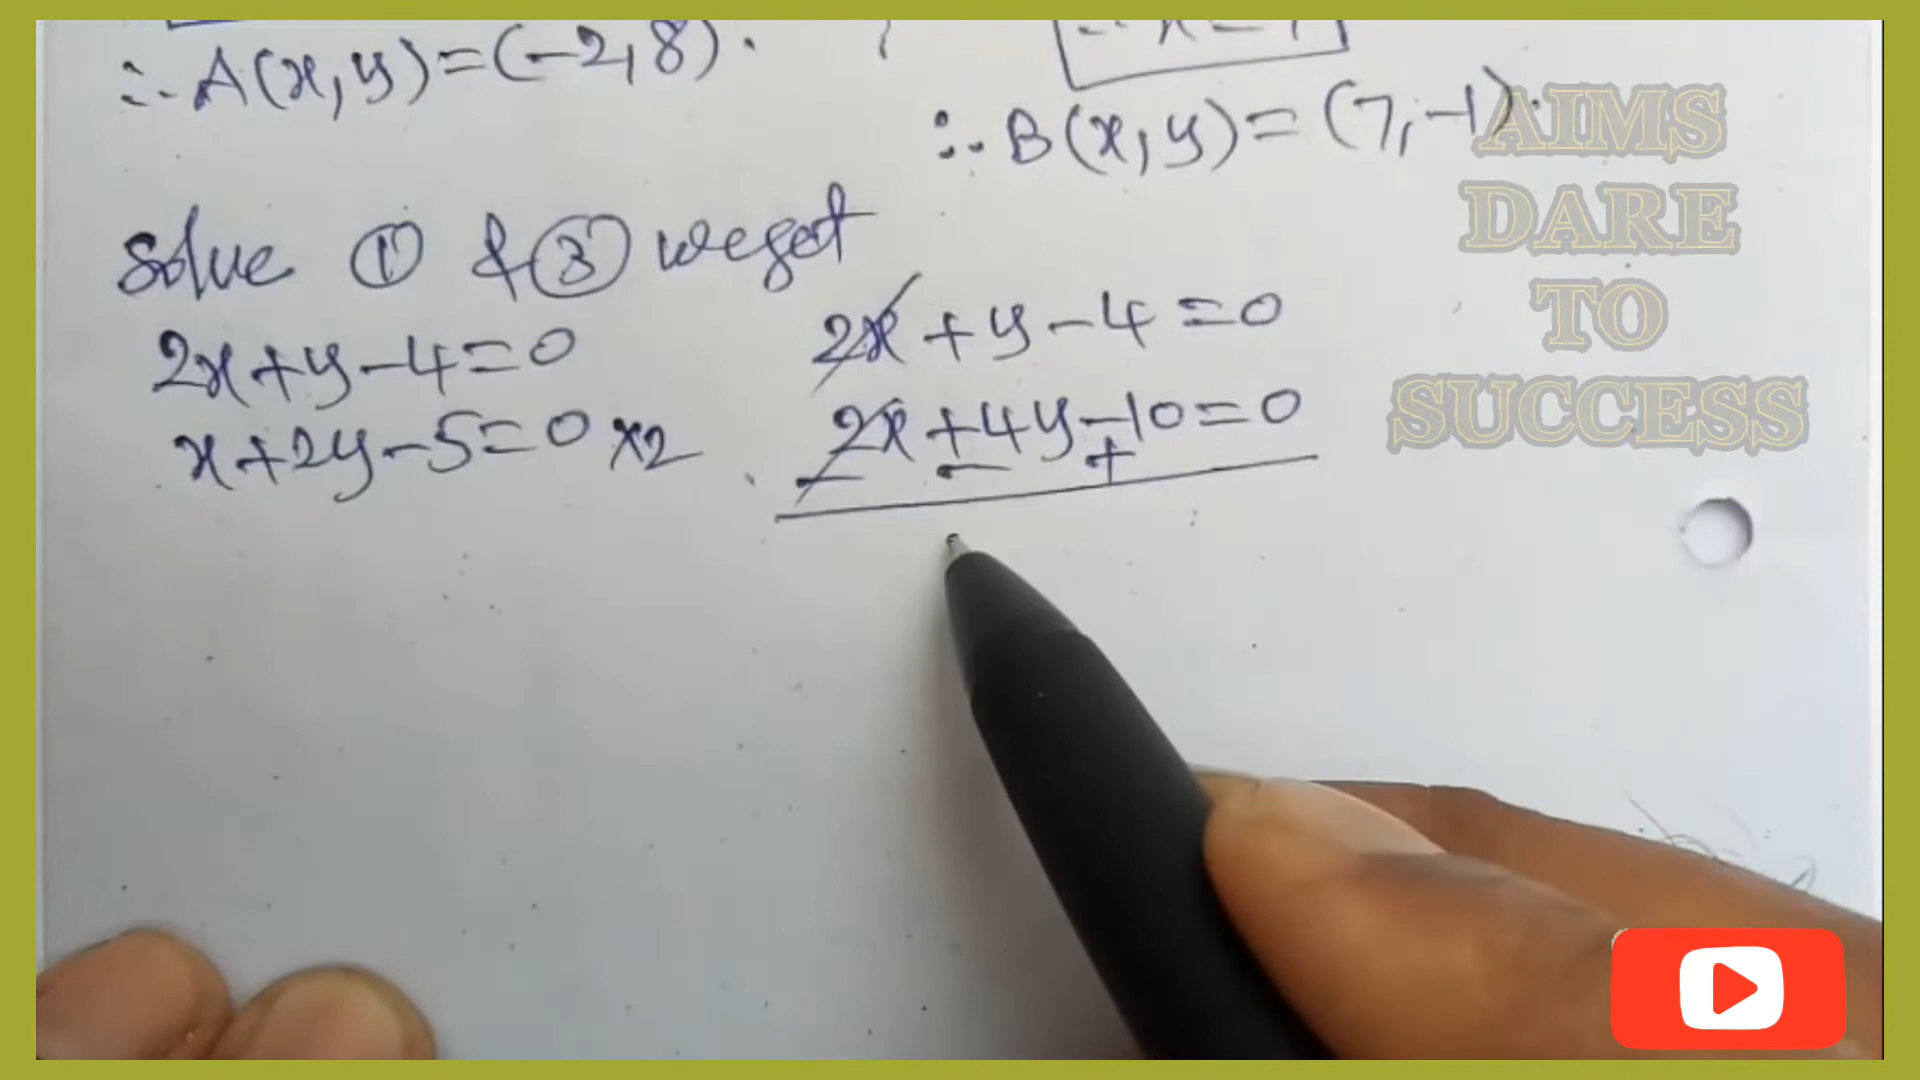 ∴ A(x,y)=(-2,8).
∴ x=7
∴ B(x,y)=(7,-1).
Solve ① & ③ we get
2x+y-4=0
x+2y-5=0 ×2
2x+y-4=0
2x+4y-10=0
- - +
AIMS
DARE
TO
SUCCESS